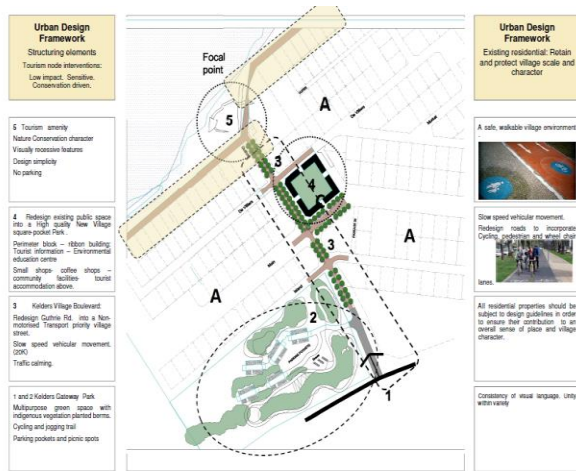 Urban Design
Framework
Structuring elements
Tourism node interventions:
Low impact. Sensitive.
Conservation driven.
5 Tourism amenity
Nature Conservation character
Visually recessive features
Design simplicity
No parking
4 Redesign existing public space
into a High quality New Village
square-pocket Park .
Perimeter block – ribbon building:
Tourist information – Environmental
education centre
Small shops- coffee shops –
community facilities- tourist
accommodation above.
3 Kelders Village Boulevard:
Redesign Guthrie Rd. into a Non-
motorised Transport priority village
street.
Slow speed vehicular movement.
(20K)
Traffic calming.
1 and 2 Kelders Gateway Park
Multipurpose green space with
indigenous vegetation planted berms.
Cycling and jogging trail
Parking pockets and picnic spots
Focal
point
5
A
3
4
De Villiers
De Villiers
Main
3
A
A
2
1
Urban Design
Framework
Existing residential: Retain
and protect village scale and
character
A safe, walkable village environment
Slow speed vehicular movement.
Redesign roads to incorporate
Cycling, pedestrian and wheel chair
lanes.
All residential properties should be
subject to design guidelines in order
to ensure their contribution to an
overall sense of place and village
character.
Consistency of visual language. Unity
within variety